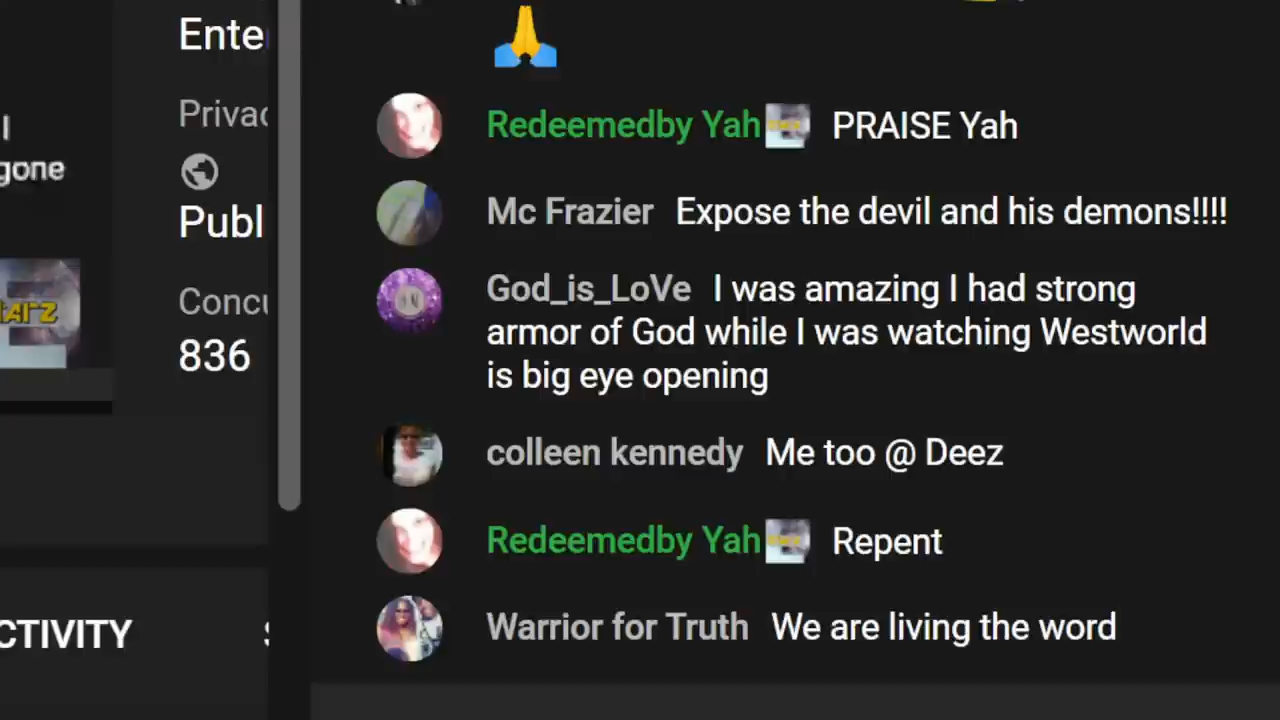 Ente
Privac
gone
Publ
Concu
836
CTIVITY
🙏
Redeemedby Yah PRAISE Yah
Mc Frazier Expose the devil and his demons!!!!
God_is_LoVe I was amazing I had strong
armor of God while I was watching Westworld
is big eye opening
colleen kennedy Me too @ Deez
Redeemedby Yah Repent
Warrior for Truth We are living the word